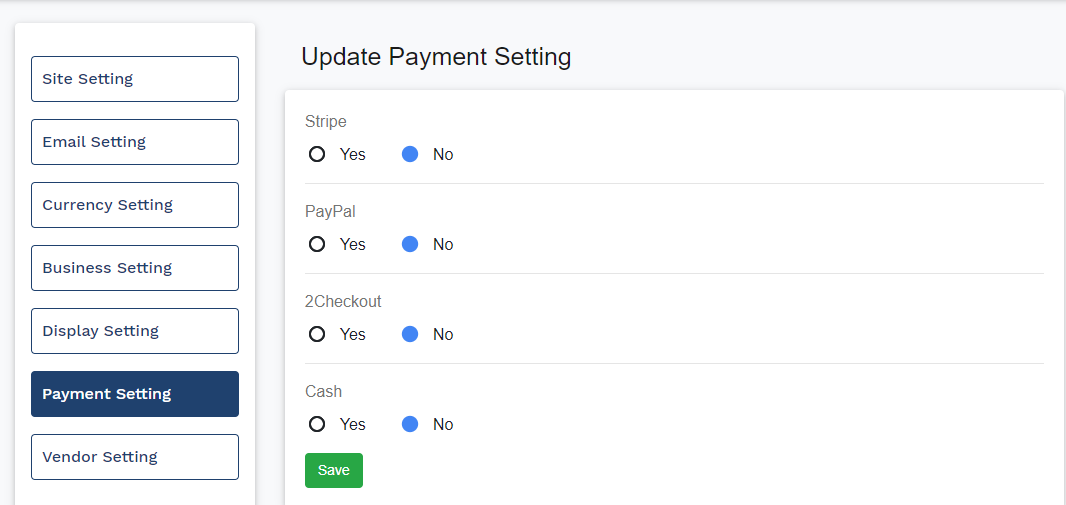 Site Setting
Email Setting
Currency Setting
Business Setting
Display Setting
Payment Setting
Vendor Setting
Update Payment Setting
Stripe
Yes No
PayPal
Yes No
2Checkout
Yes No
Cash
Yes No
Save